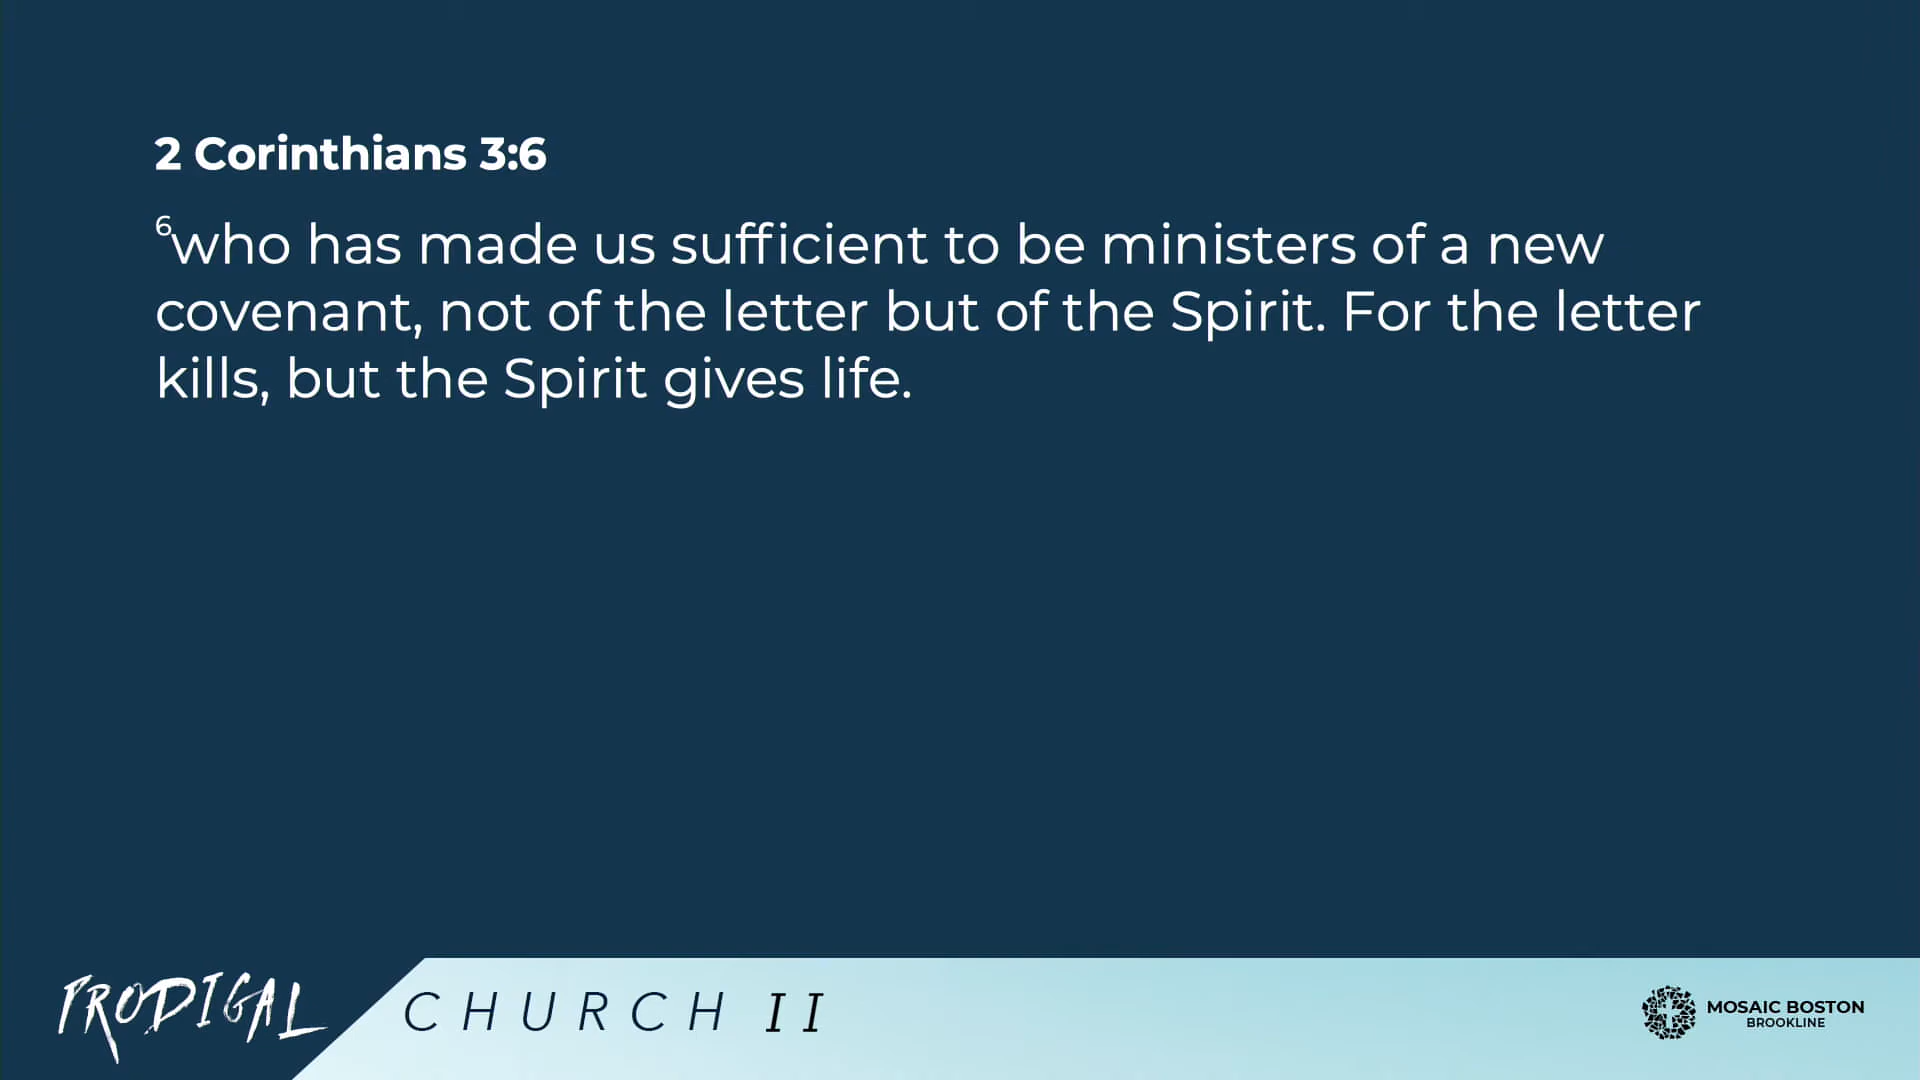 2 Corinthians 3:6
6who has made us sufficient to be ministers of a new
covenant, not of the letter but of the Spirit. For the letter
kills, but the Spirit gives life.
PRODIGAL CHURCH II
MOSAIC BOSTON
BROOKLINE